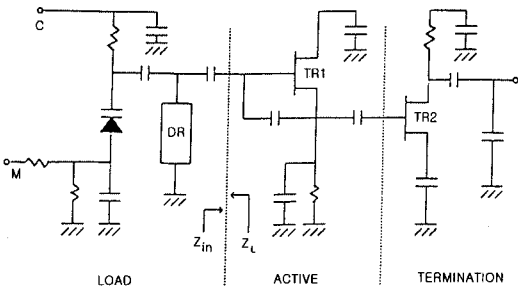 C
TR1
DR
TR2
M
Zin
ZL
LOAD
ACTIVE
TERMINATION